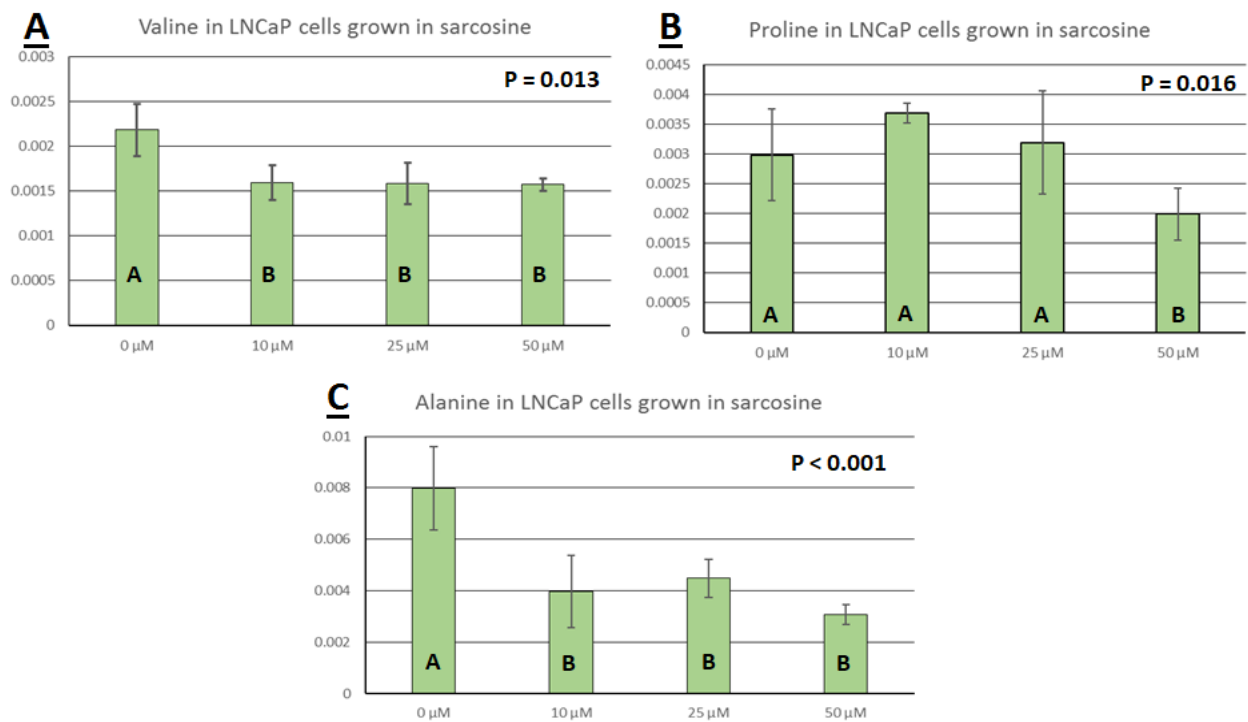 A
Valine in LNCaP cells grown in sarcosine
0.003
P = 0.013
0.0025
0.002
0.0015
0.001
0.0005
0
A
B
B
B
0 µM
10 µM
25 µM
50 µM
B
Proline in LNCaP cells grown in sarcosine
0.0045
P = 0.016
0.004
0.0035
0.003
0.0025
0.002
0.0015
0.001
0.0005
0
A
A
A
B
0 µM
10 µM
25 µM
50 µM
C
Alanine in LNCaP cells grown in sarcosine
0.01
P < 0.001
0.008
0.006
0.004
0.002
0
A
B
B
B
0 µM
10 µM
25 µM
50 µM